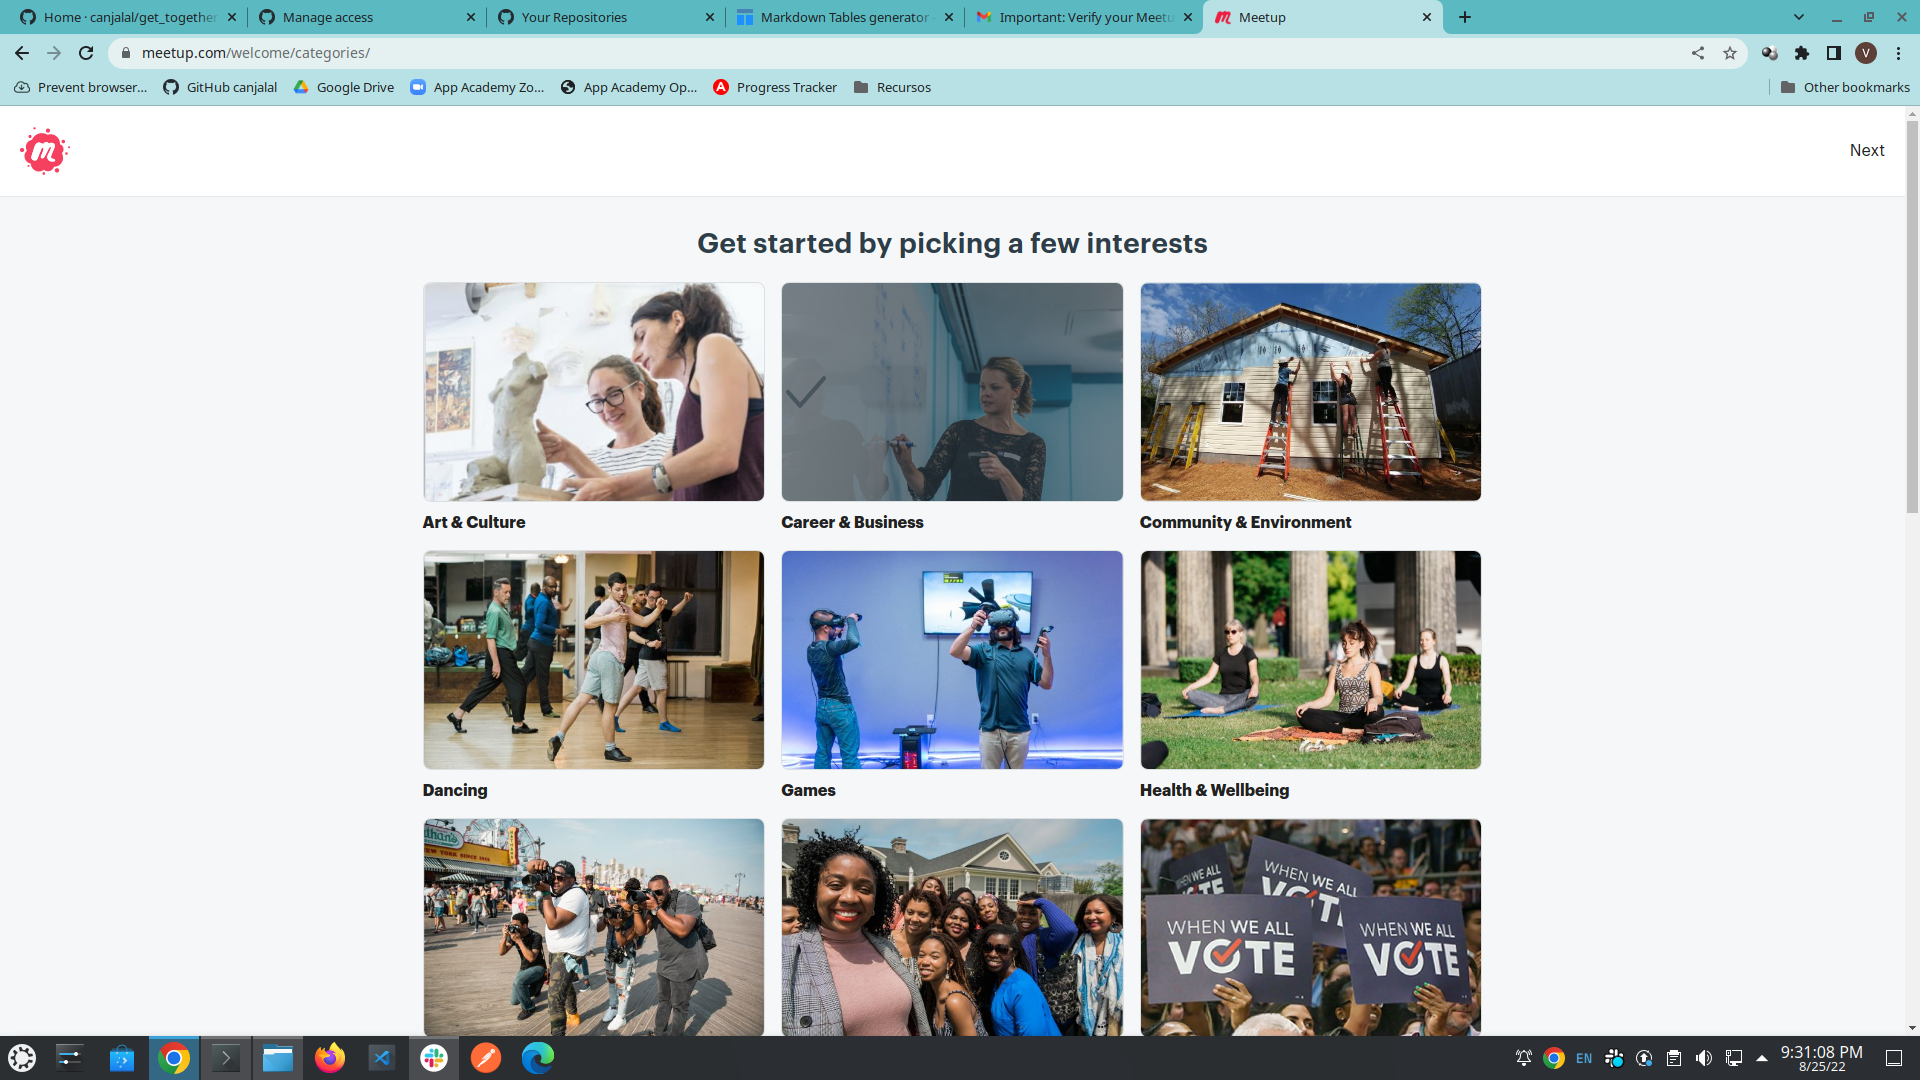 Home · canjalal/get_together
Manage access
Your Repositories
Markdown Tables generator
Important: Verify your Meetu
Meetup
meetup.com/welcome/categories/
V
Prevent browser...
GitHub canjalal
Google Drive
App Academy Zo...
App Academy Op...
Progress Tracker
Recursos
Other bookmarks
m
Next
Get started by picking a few interests
Art & Culture
Career & Business
Community & Environment
Dancing
Games
Health & Wellbeing
NEW YORK SINCE 1916
WHEN WE ALL VOTE
WHEN WE ALL
WHEN WE ALL
VOTE
WHEN WE ALL
VOTE
EN
9:31:08 PM
8/25/22